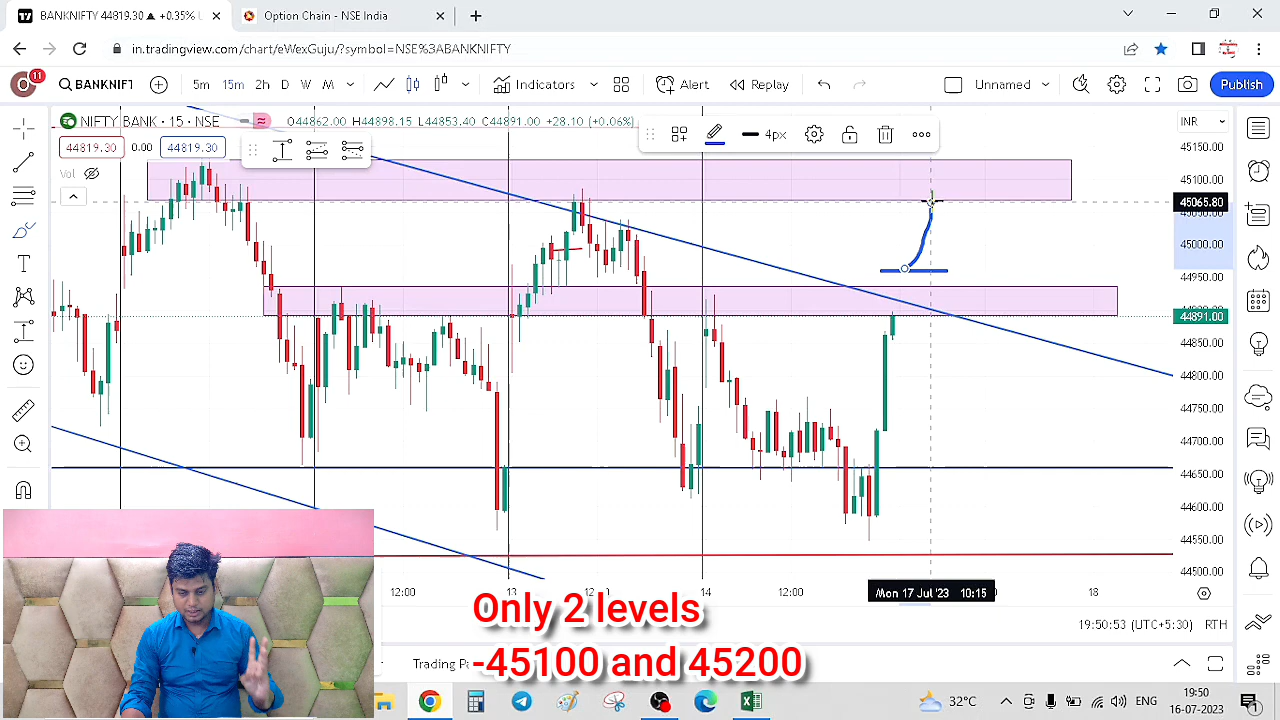 44819.30 ▲ +0.35% U
Option Chain - NSE India
in.tradingview.com/chart/eWexGuju/?symbol=NSE%3ABANKNIFTY
11
BANKNIFT
5m 15m 2h D W M
Indicators
Alert
Replay
Unnamed
Publish
NIFTY BANK · 15 · NSE
O44862.00 H44898.15 L44853.40 C44891.00 +28.10 (+0.06%)
44819.30 0.00 44819.30
4px
Vol
INR
45150.00
45100.00
45065.80
45000.00
44950.00
44891.00
44850.00
44800.00
44750.00
44700.00
44650.00
44600.00
44550.00
44500.00
12:00 13 14 12:00 Mon 17 Jul '23 10:15 18
19:50:53 (UTC+5:30) RTH
Only 2 levels
-45100 and 45200
32°C
ENG
19:50
16-07-2023
1